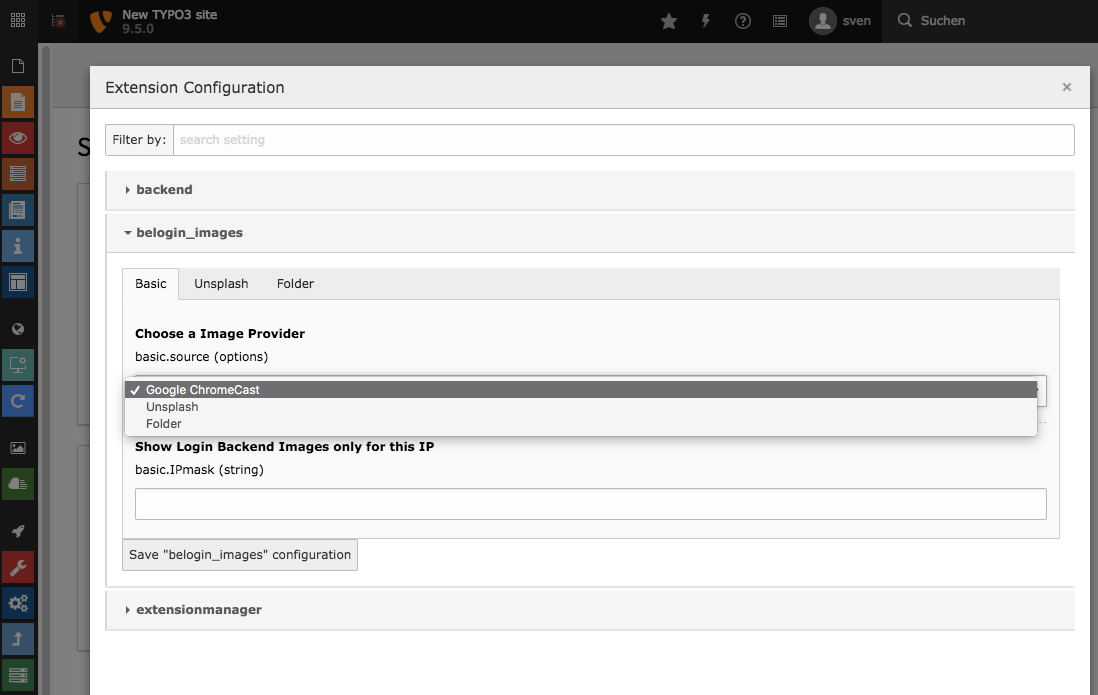 New TYPO3 site
9.5.0
sven
Suchen
Extension Configuration
×
Filter by:
search setting
backend
belogin_images
Basic
Unsplash
Folder
Choose a Image Provider
basic.source (options)
Google ChromeCast
Unsplash
Folder
Show Login Backend Images only for this IP
basic.IPmask (string)
Save "belogin_images" configuration
extensionmanager